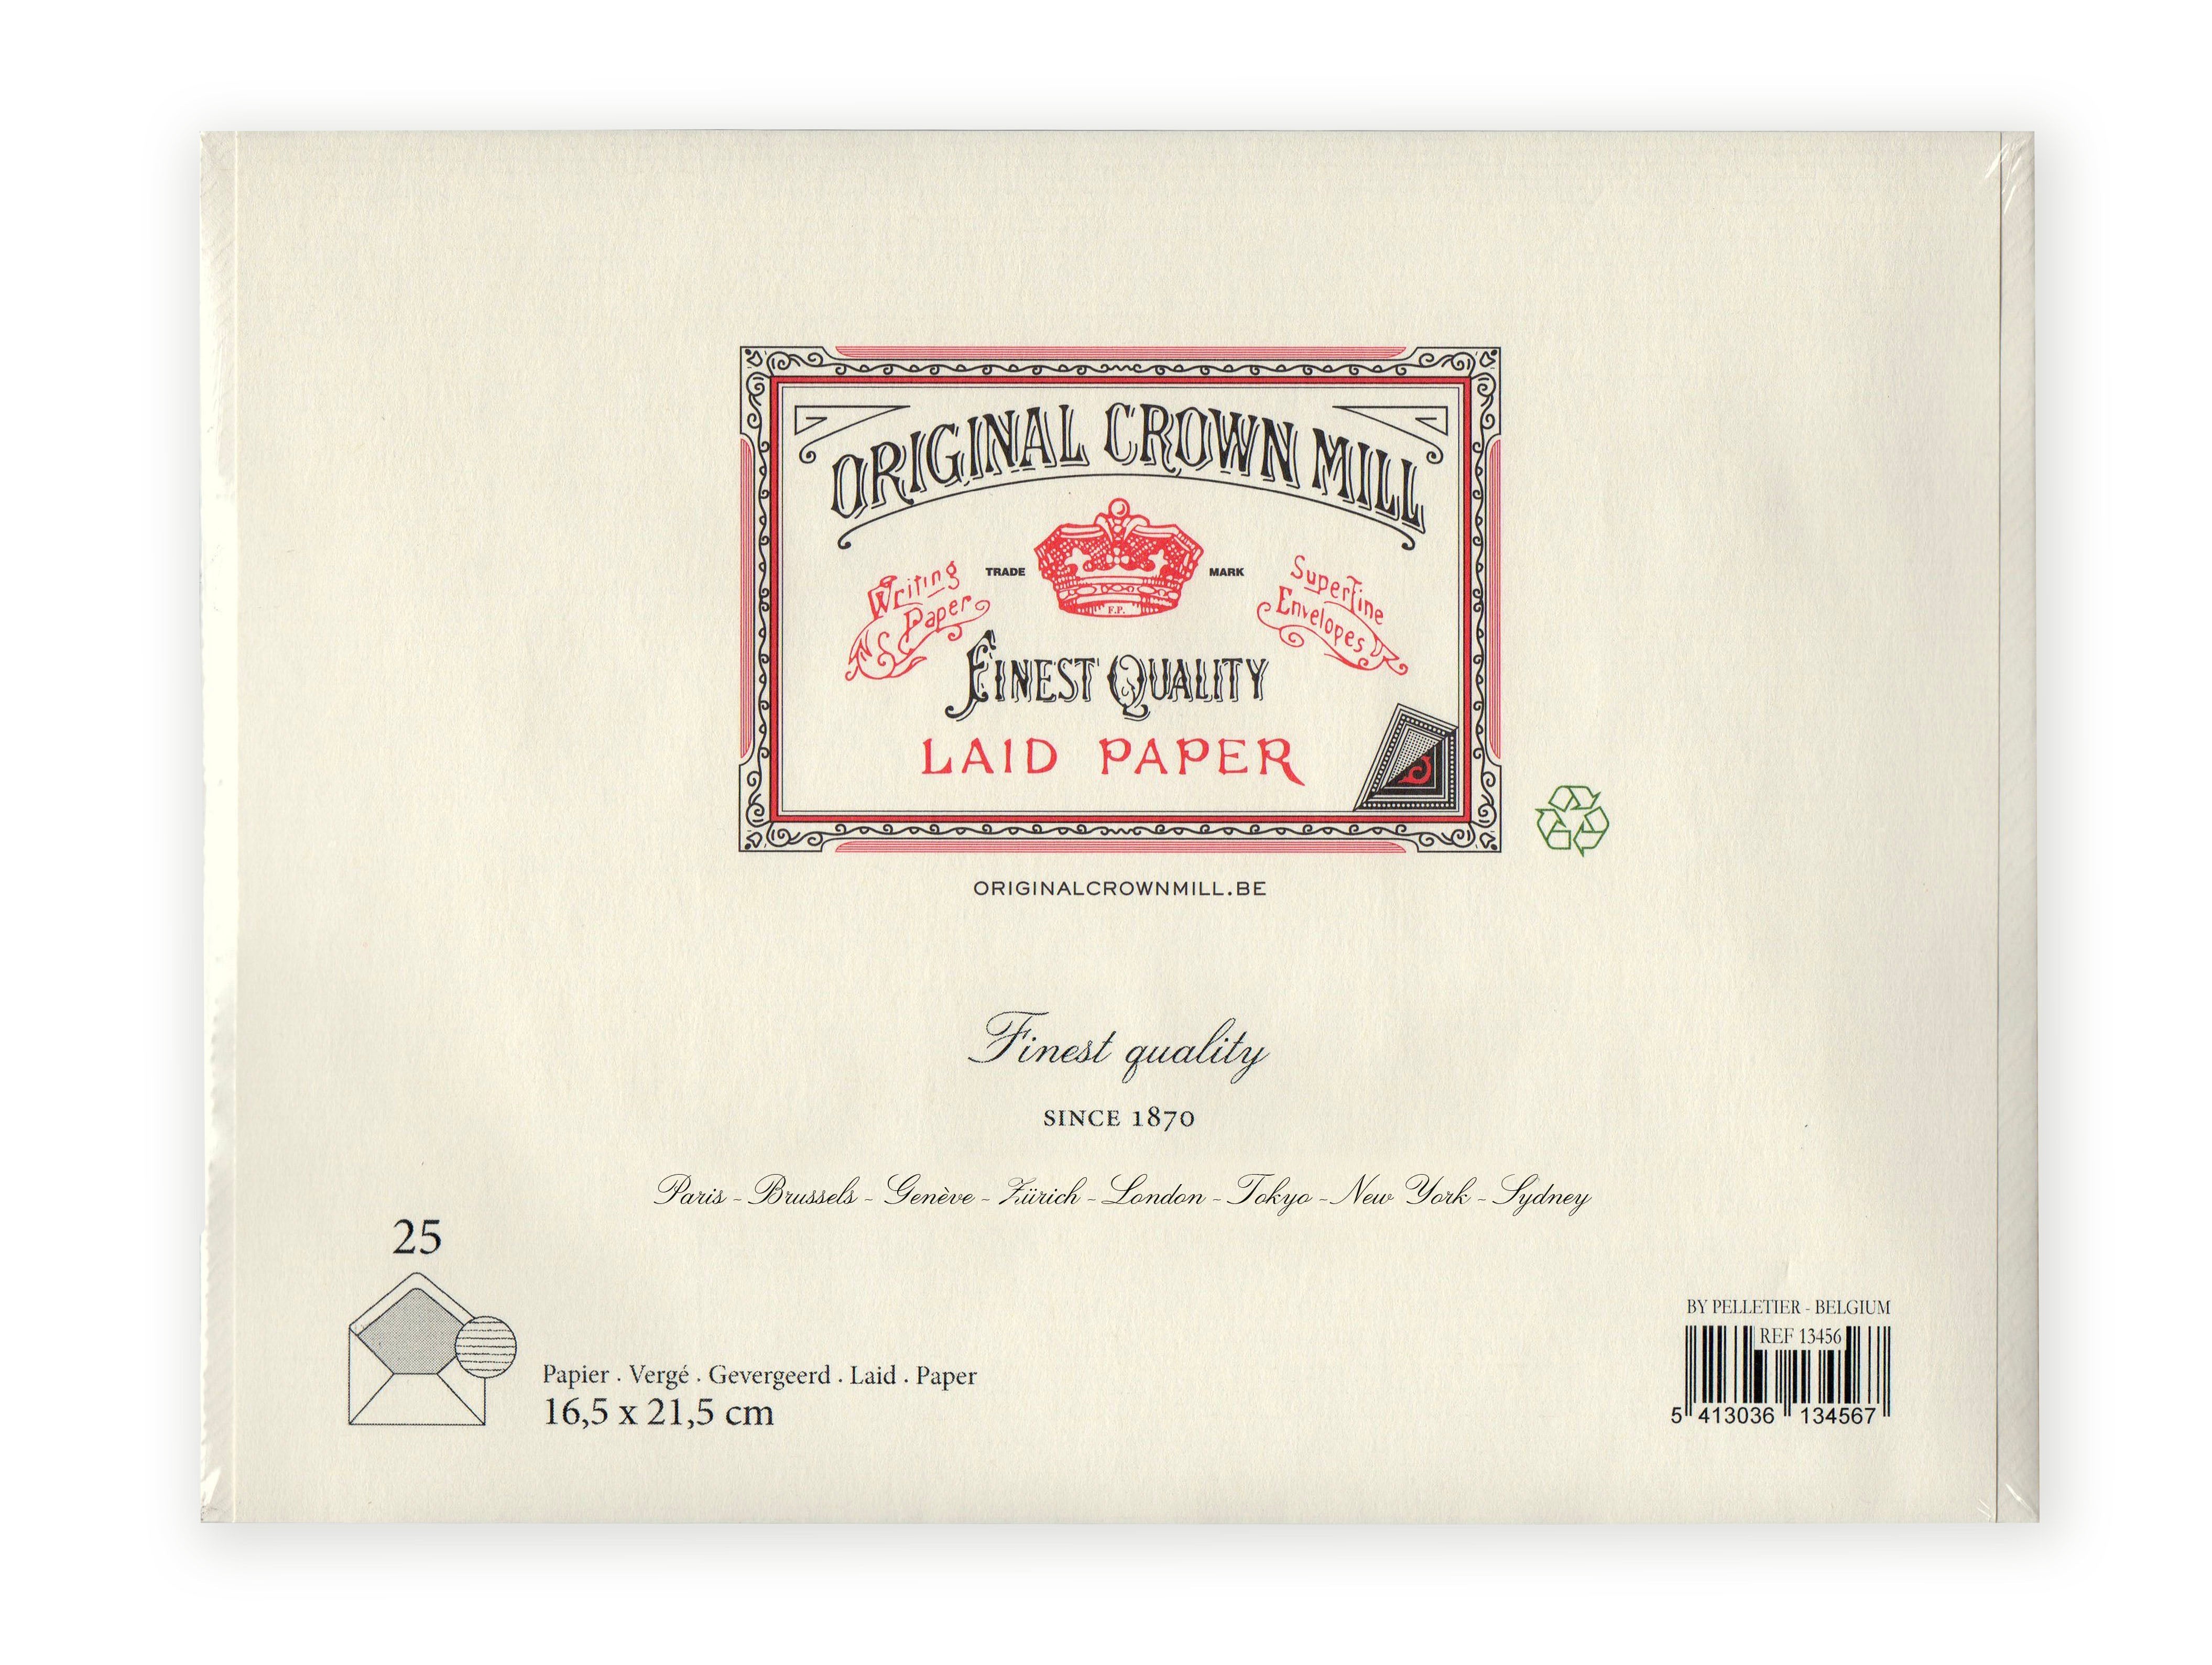 ORIGINAL CROWN MILL
TRADE MARK
Writing Paper
Superfine Envelopes
F.P.
FINEST QUALITY
LAID PAPER
ORIGINALCROWNMILL.BE
Finest quality
SINCE 1870
Paris - Brussels - Genève - Zürich - London - Tokyo - New York - Sydney
25
Papier . Vergé . Gevergeerd . Laid . Paper
16,5 x 21,5 cm
BY PELLETIER - BELGIUM
REF 13456
5 413036 134567